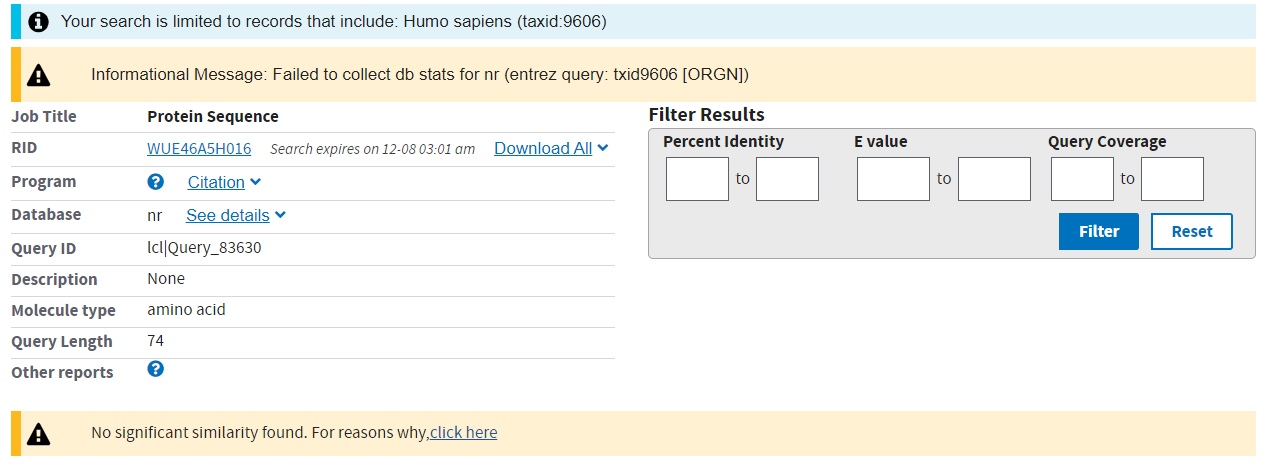 Your search is limited to records that include: Humo sapiens (taxid:9606)
Informational Message: Failed to collect db stats for nr (entrez query: txid9606 [ORGN])
Job Title Protein Sequence
RID WUE46A5H016 Search expires on 12-08 03:01 am Download All
Program ? Citation
Database nr See details
Query ID lcl|Query_83630
Description None
Molecule type amino acid
Query Length 74
Other reports ?
Filter Results
Percent Identity E value Query Coverage
to to to
Filter Reset
No significant similarity found. For reasons why,click here